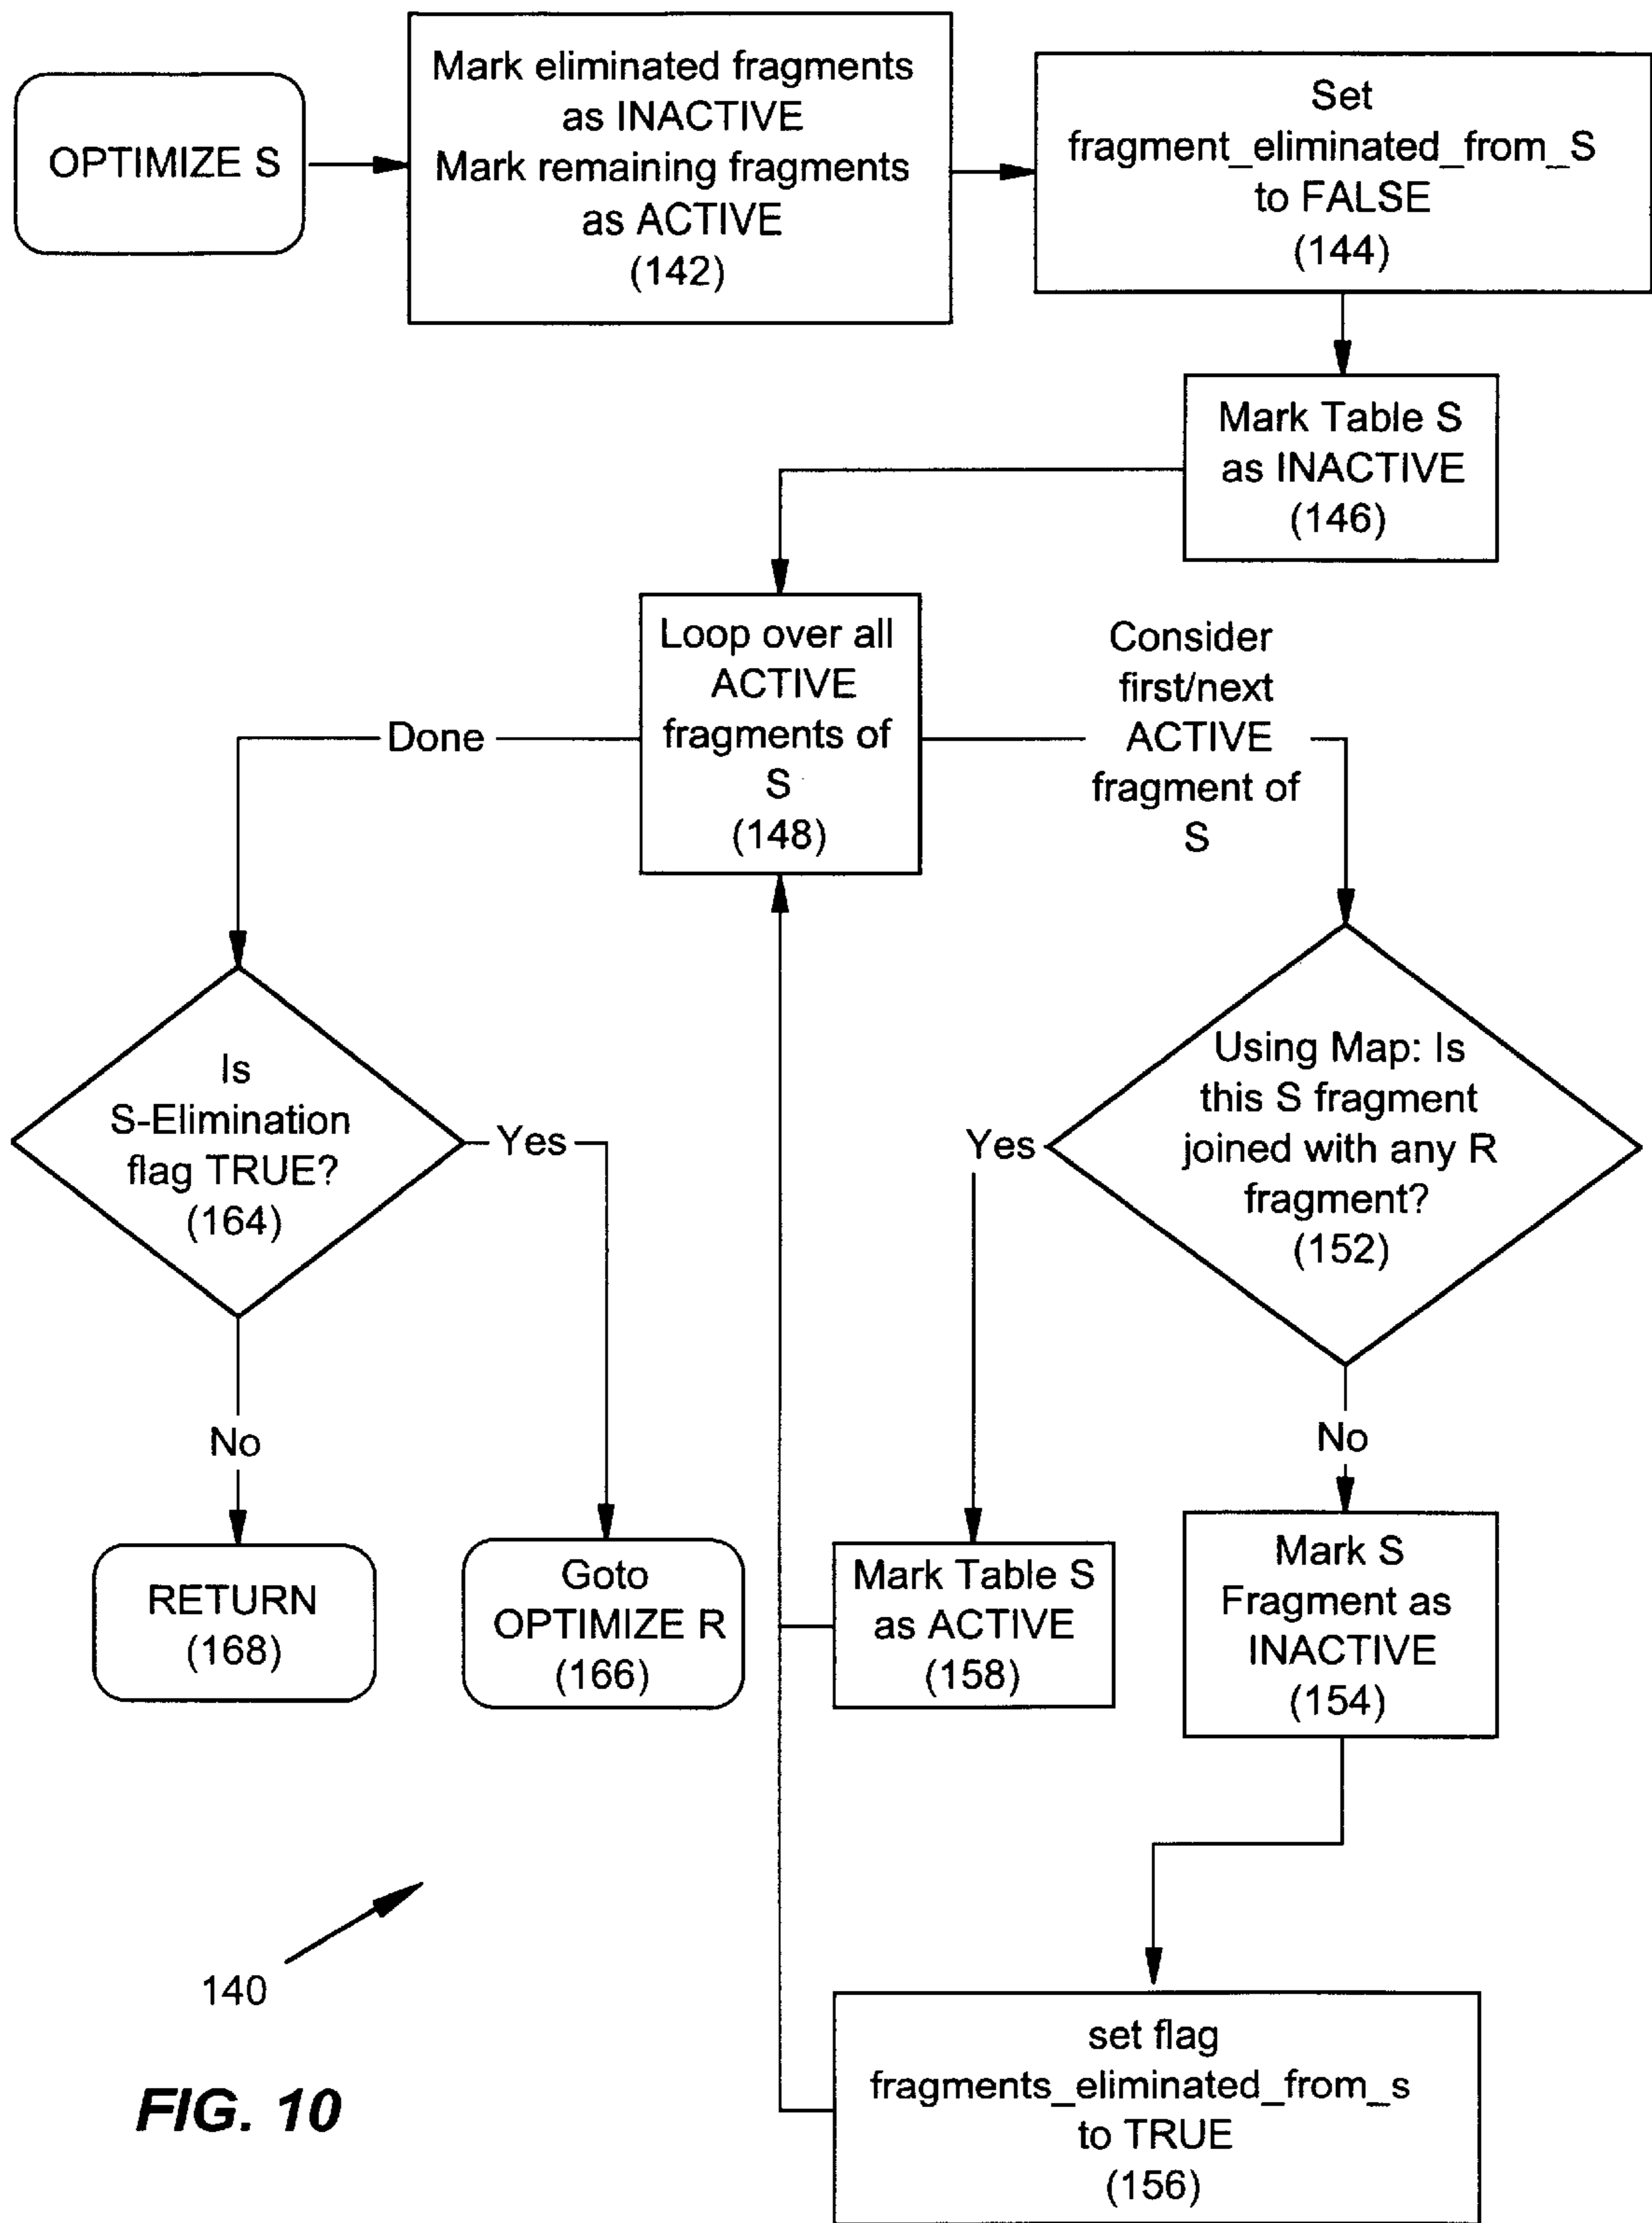 OPTIMIZE S
Mark eliminated fragments
as INACTIVE
Mark remaining fragments
as ACTIVE
(142)
Set
fragment_eliminated_from_S
to FALSE
(144)
Mark Table S
as INACTIVE
(146)
Loop over all
ACTIVE
fragments of
S
(148)
Consider
first/next
ACTIVE
fragment of
S
Done
Is
S-Elimination
flag TRUE?
(164)
Yes
No
Using Map: Is
this S fragment
joined with any R
fragment?
(152)
Yes
No
RETURN
(168)
Goto
OPTIMIZE R
(166)
Mark Table S
as ACTIVE
(158)
Mark S
Fragment as
INACTIVE
(154)
set flag
fragments_eliminated_from_s
to TRUE
(156)
140
FIG. 10